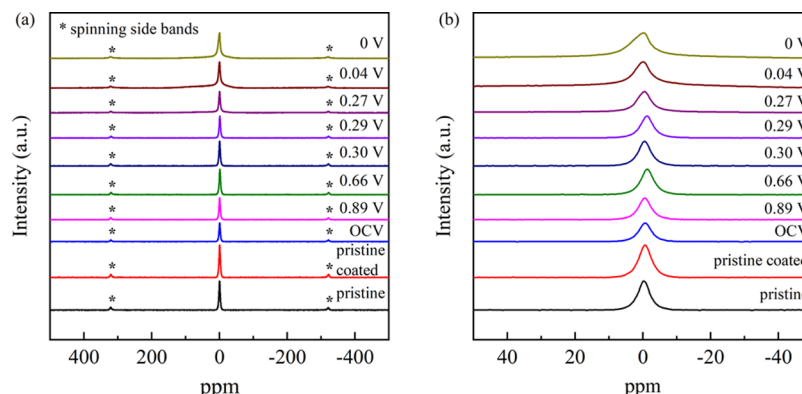 (a)
* spinning side bands
* *
0 V
* *
0.04 V
* *
0.27 V
* *
0.29 V
* *
0.30 V
* *
0.66 V
* *
0.89 V
* *
OCV
* *
pristine
coated
* *
pristine
Intensity (a.u.)
500 400 200 0 -200 -400
ppm
(b)
0 V
0.04 V
0.27 V
0.29 V
0.30 V
0.66 V
0.89 V
OCV
pristine coated
pristine
Intensity (a.u.)
40 20 0 -20 -40
ppm